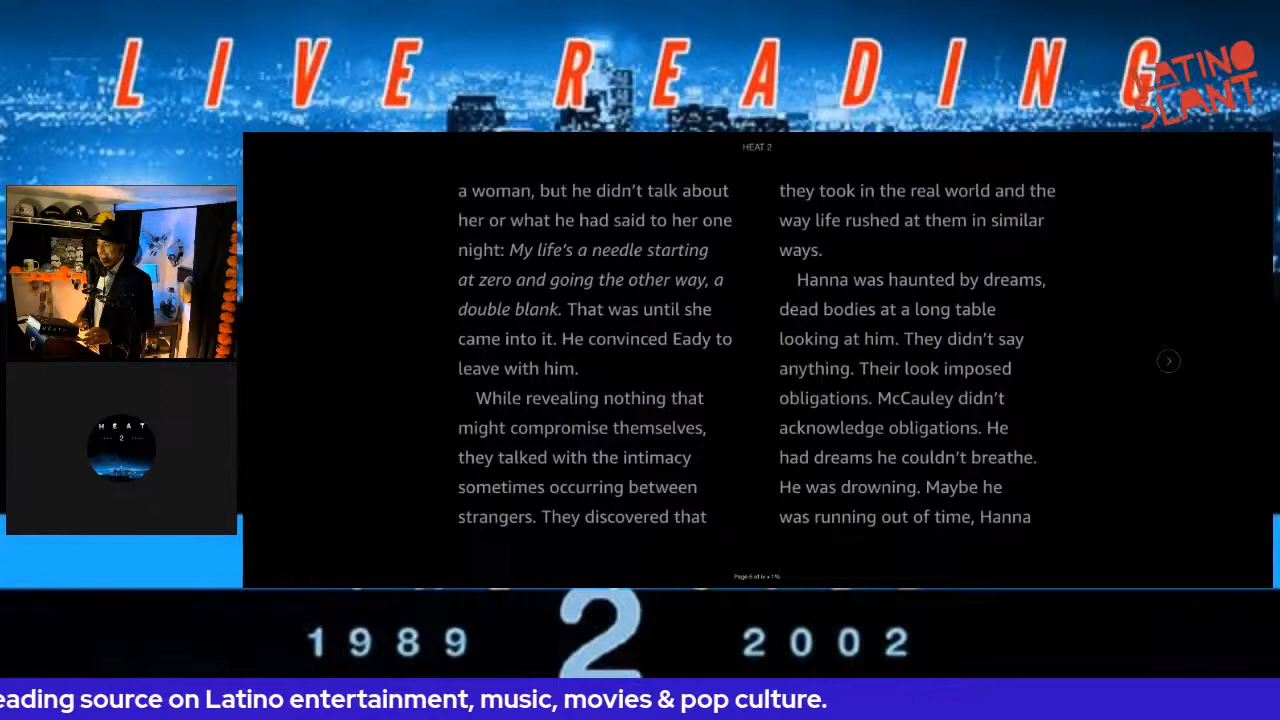 LIVE READING
LATINO
SLANT
HEAT 2
a woman, but he didn’t talk about
her or what he had said to her one
night: My life’s a needle starting
at zero and going the other way, a
double blank. That was until she
came into it. He convinced Eady to
leave with him.
While revealing nothing that
might compromise themselves,
they talked with the intimacy
sometimes occurring between
strangers. They discovered that
they took in the real world and the
way life rushed at them in similar
ways.
Hanna was haunted by dreams,
dead bodies at a long table
looking at him. They didn’t say
anything. Their look imposed
obligations. McCauley didn’t
acknowledge obligations. He
had dreams he couldn’t breathe.
He was drowning. Maybe he
was running out of time, Hanna
HEAT
2
1989 2 2002
eading source on Latino entertainment, music, movies & pop culture.